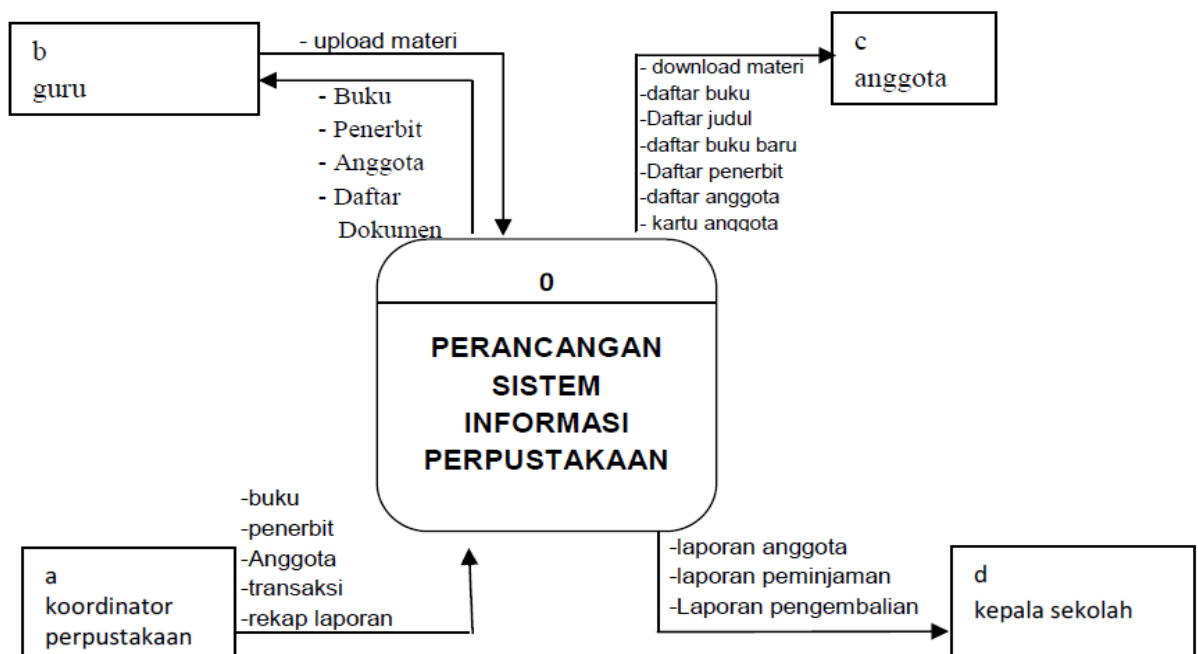 b
guru
- upload materi
- Buku
- Penerbit
- Anggota
- Daftar
Dokumen
c
anggota
- download materi
-daftar buku
-Daftar judul
-daftar buku baru
-Daftar penerbit
-daftar anggota
- kartu anggota
0
PERANCANGAN
SISTEM
INFORMASI
PERPUSTAKAAN
a
koordinator
perpustakaan
-buku
-penerbit
-Anggota
-transaksi
-rekap laporan
-laporan anggota
-laporan peminjaman
-Laporan pengembalian
d
kepala sekolah